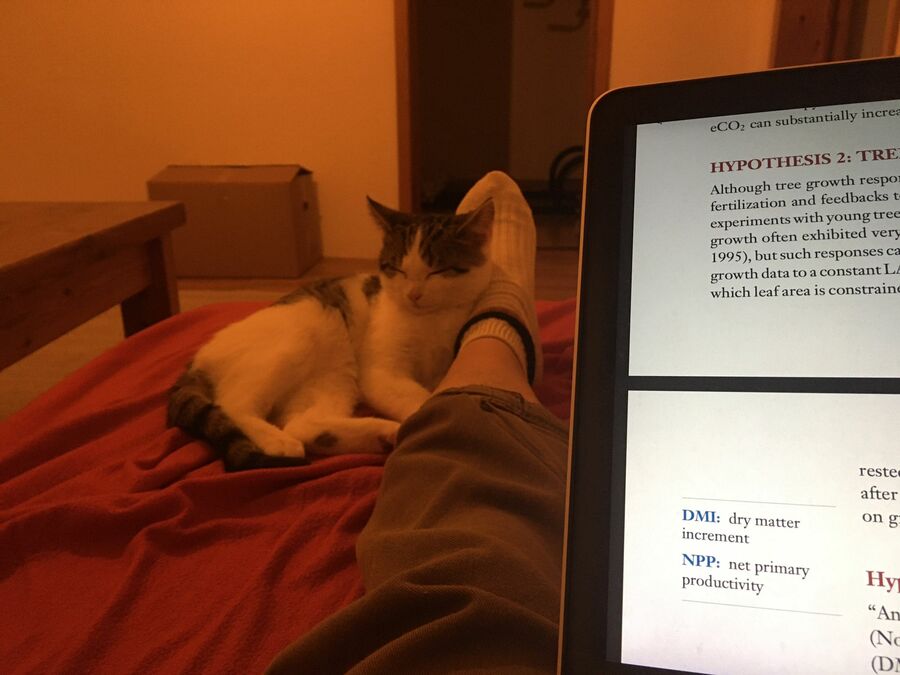 eCO₂ can substantially increa
HYPOTHESIS 2: TRE
Although tree growth respo
fertilization and feedbacks t
experiments with young tree
growth often exhibited very
1995), but such responses ca
growth data to a constant LA
which leaf area is constraine
reste
after
on g
DMI: dry matter
increment
NPP: net primary
productivity
Hyp
“An
(No
(DM